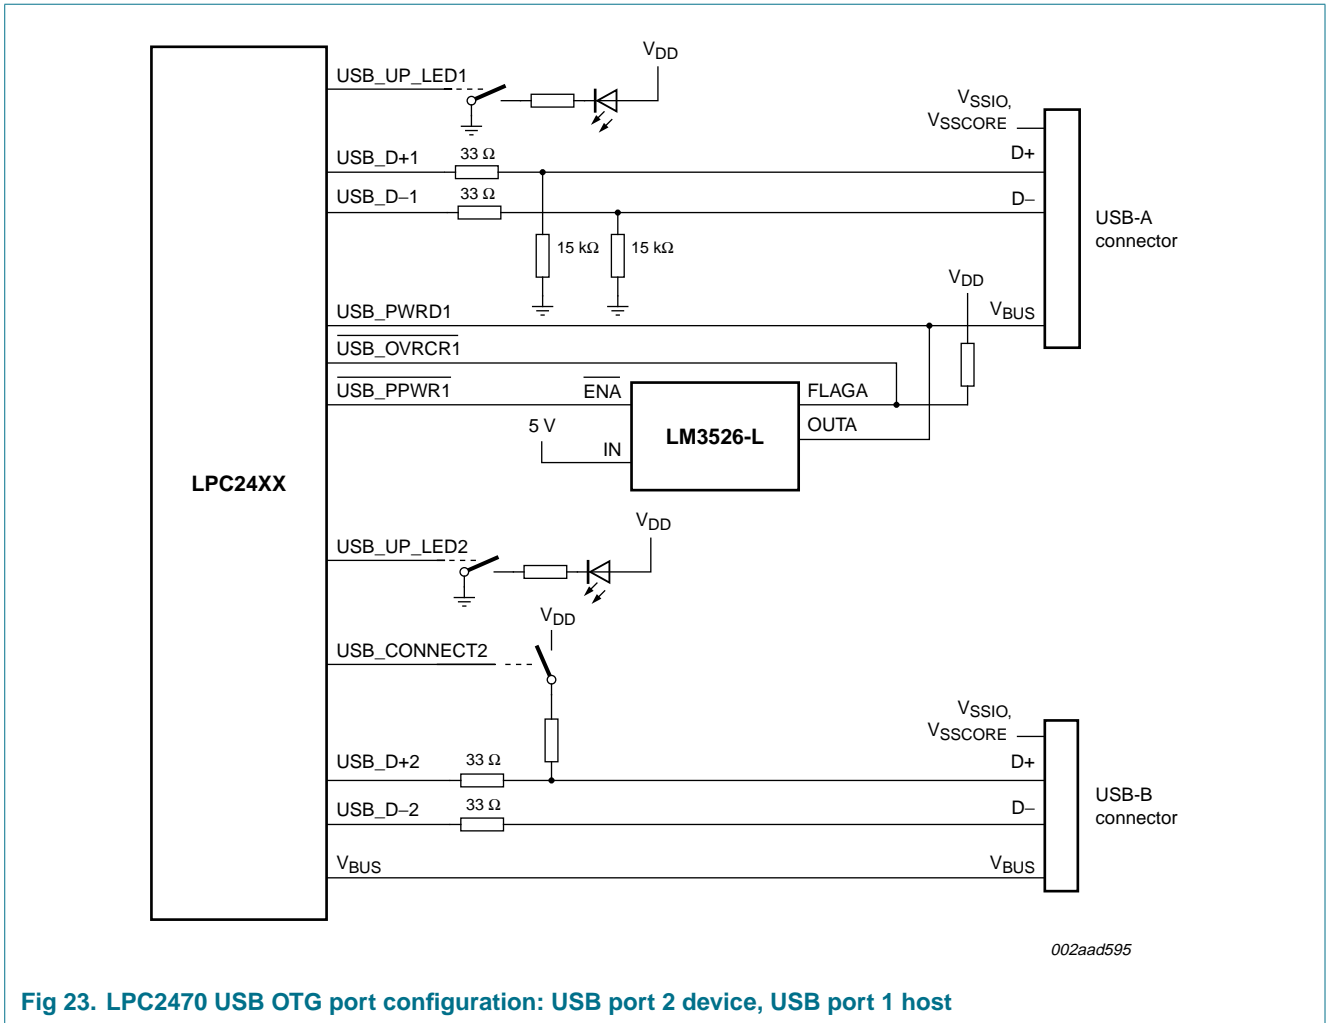 VDD
USB_UP_LED1
VSSIO,
VSSCORE
USB_D+1
33 Ω
D+
USB_D−1
33 Ω
D−
USB-A
connector
15 kΩ
15 kΩ
VDD
USB_PWRD1
VBUS
USB_OVRCR1
USB_PPWR1
ENA
FLAGA
5 V
OUTA
LM3526-L
IN
LPC24XX
VDD
USB_UP_LED2
VDD
USB_CONNECT2
VSSIO,
VSSCORE
USB_D+2
33 Ω
D+
USB_D−2
33 Ω
D−
USB-B
connector
VBUS
VBUS
002aad595
Fig 23. LPC2470 USB OTG port configuration: USB port 2 device, USB port 1 host